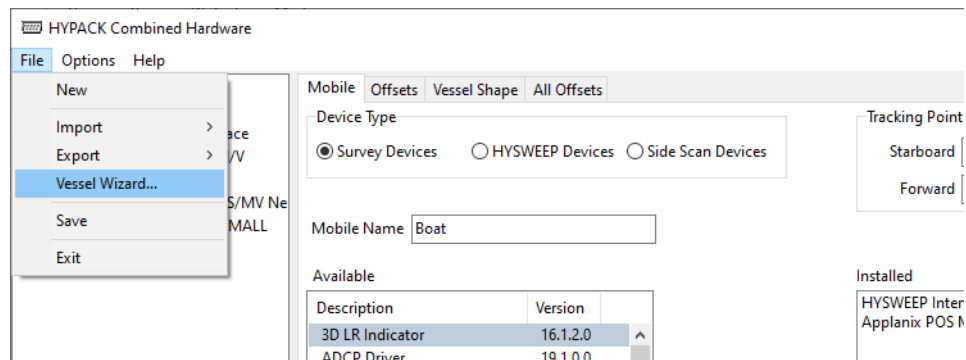 HYPACK Combined Hardware
File Options Help
New
Import
Export
Vessel Wizard...
Save
Exit
/V
S/MV Ne
MALL
Mobile Offsets Vessel Shape All Offsets
Device Type
Survey Devices HYSWEEP Devices Side Scan Devices
Mobile Name Boat
Available
Description Version
3D LR Indicator 16.1.2.0
ADCP Driver 19.1.0.0
Tracking Point
Starboard
Forward
Installed
HYSWEEP Inter
Applanix POS M